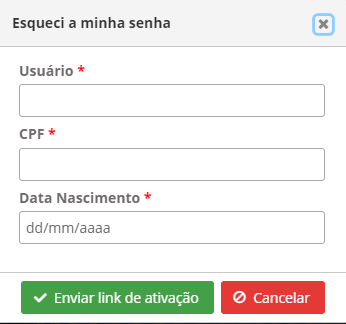 Esqueci a minha senha
Usuário *
CPF *
Data Nascimento *
dd/mm/aaaa
Enviar link de ativação
Cancelar